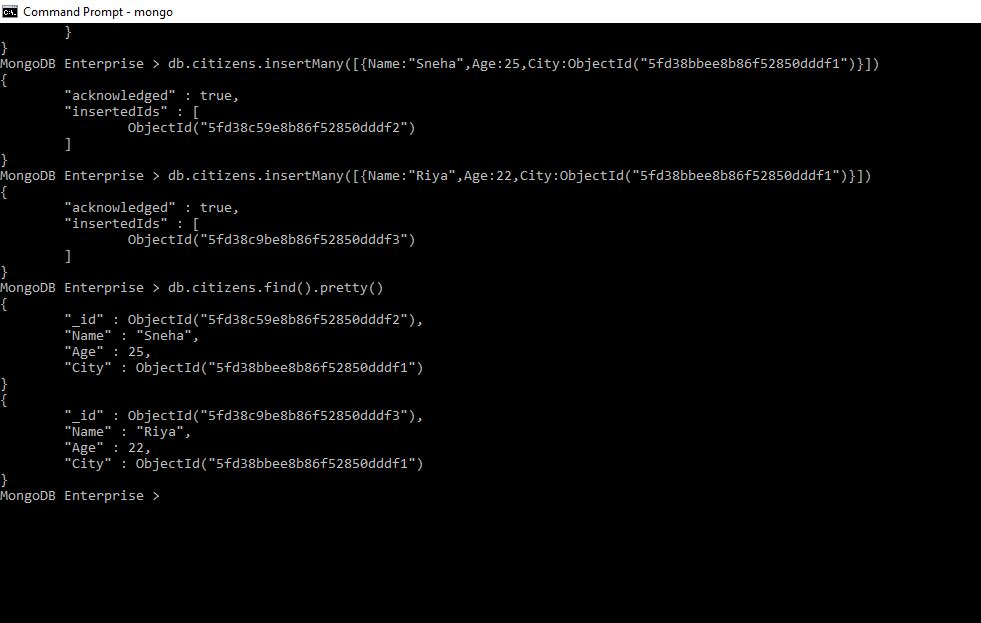 Command Prompt - mongo
        }
}
MongoDB Enterprise > db.citizens.insertMany([{Name:"Sneha",Age:25,City:ObjectId("5fd38bbee8b86f52850dddf1")}])
{
        "acknowledged" : true,
        "insertedIds" : [
                ObjectId("5fd38c59e8b86f52850dddf2")
        ]
}
MongoDB Enterprise > db.citizens.insertMany([{Name:"Riya",Age:22,City:ObjectId("5fd38bbee8b86f52850dddf1")}])
{
        "acknowledged" : true,
        "insertedIds" : [
                ObjectId("5fd38c9be8b86f52850dddf3")
        ]
}
MongoDB Enterprise > db.citizens.find().pretty()
{
        "_id" : ObjectId("5fd38c59e8b86f52850dddf2"),
        "Name" : "Sneha",
        "Age" : 25,
        "City" : ObjectId("5fd38bbee8b86f52850dddf1")
}
{
        "_id" : ObjectId("5fd38c9be8b86f52850dddf3"),
        "Name" : "Riya",
        "Age" : 22,
        "City" : ObjectId("5fd38bbee8b86f52850dddf1")
}
MongoDB Enterprise >